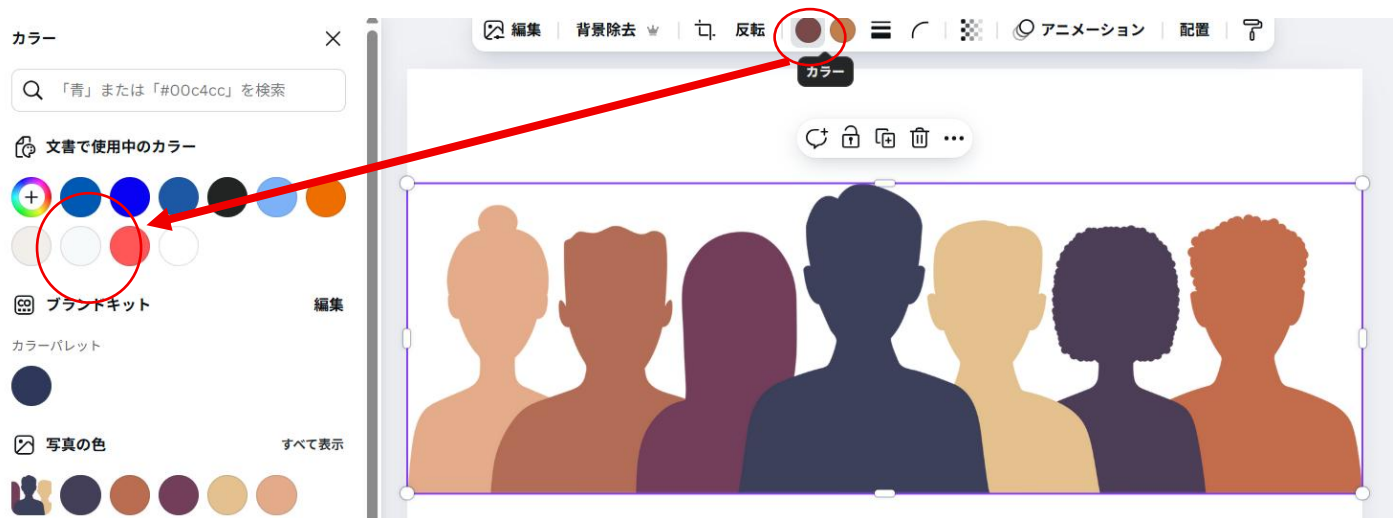 カラー
「青」または「#00c4cc」を検索
文書で使用中のカラー
ブランドキット 編集
カラーパレット
写真の色 すべて表示
編集 背景除去 反転 アニメーション 配置
カラー